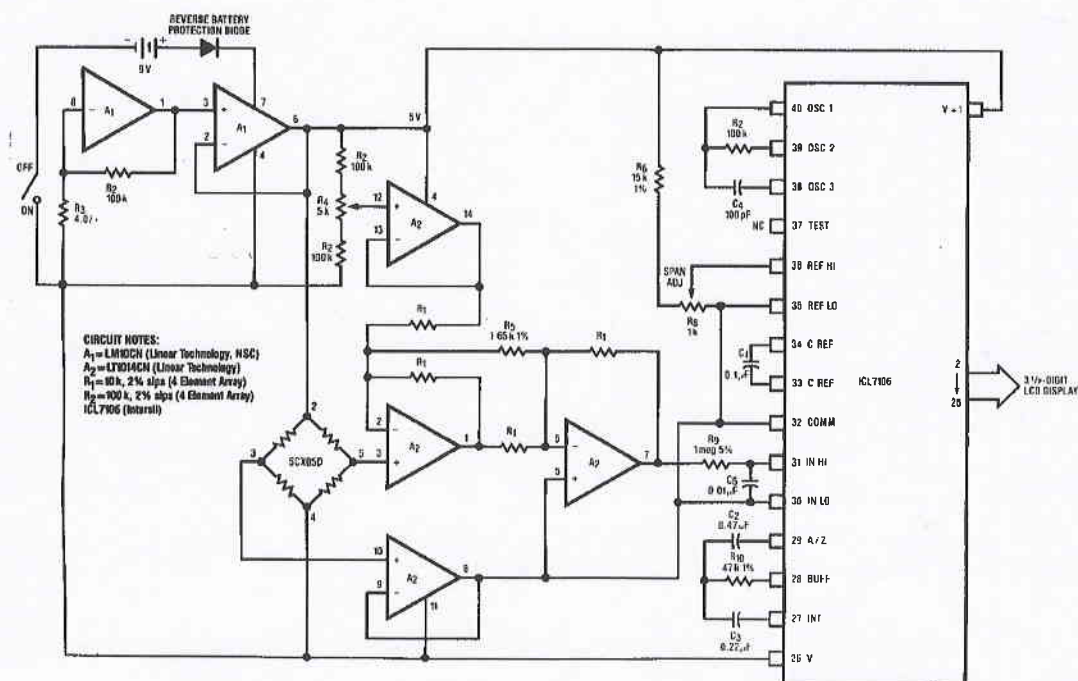 REVERSE BATTERY
PROTECTION DIODE
- +
9V
8
-
A1
1
3
+
A1
7
6
2
-
4
5V
OFF
ON
R2
100k
R3
R2
100k
R4
5k
R2
100k
12
+
A2
4
14
13
-
R6
15k
1%
SPAN
ADJ
R8
1k
R2
100k
C4
100pF
NC
40 OSC 1
39 OSC 2
38 OSC 3
37 TEST
36 REF HI
35 REF LO
34 C REF
33 C REF
32 COMM
31 IN HI
30 IN LO
29 A/Z
28 BUFF
27 INT
26 V
V + 1
ICL7106
2
26
3½-DIGIT
LCD DISPLAY
C1
0.1µF
CIRCUIT NOTES:
A1 = LM10CN (Linear Technology, NSC)
A2 = LT1014CN (Linear Technology)
R1 = 10k, 2% sips (4 Element Array)
R2 = 100k, 2% sips (4 Element Array)
ICL7106 (Intersil)
R1
R5
1 65k 1%
R1
R1
2
-
A2
1
3
+
R1
6
-
A2
7
5
+
R9
1meg 5%
C5
0 01µF
2
3
SCX05D
5
4
10
+
A2
8
9
-
11
C2
0.47µF
R10
47k 1%
C3
0.22µF